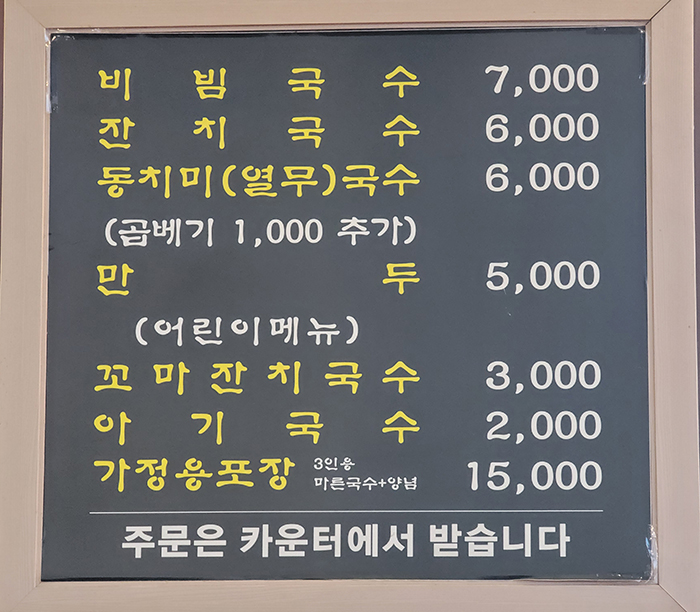 비빔국수 7,000
잔치국수 6,000
동치미(열무)국수 6,000
(곱베기 1,000 추가)
만두 5,000
(어린이메뉴)
꼬마잔치국수 3,000
아기국수 2,000
가정용포장 3인용 마른국수+양념 15,000
주문은 카운터에서 받습니다